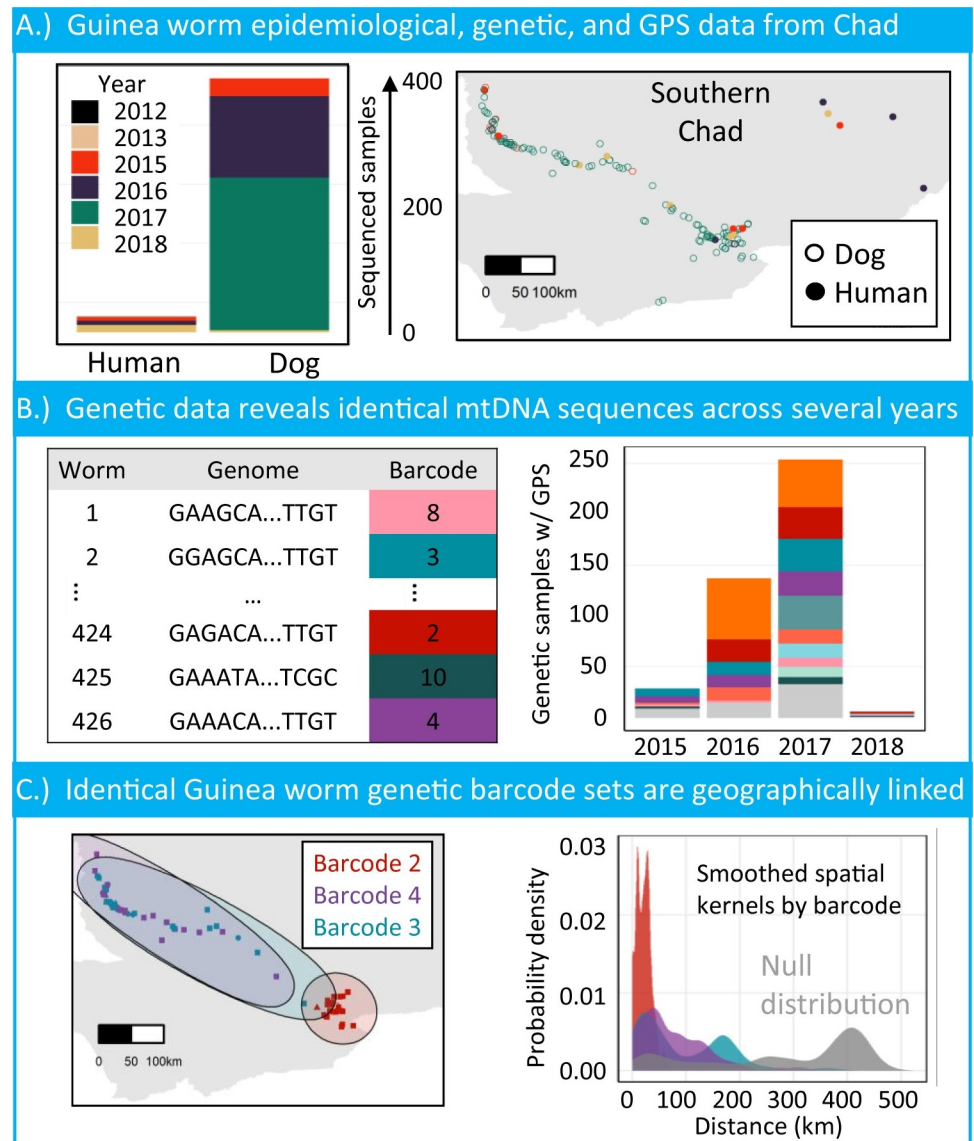 A.) Guinea worm epidemiological, genetic, and GPS data from Chad
Year
2012
2013
2015
2016
2017
2018
Human
Dog
Sequenced samples
400
200
0
Southern
Chad
0 50 100km
Dog
Human
B.) Genetic data reveals identical mtDNA sequences across several years
Worm Genome Barcode
1 GAAGCA...TTGT 8
2 GGAGCA...TTGT 3
⋮ ... ⋮
424 GAGACA...TTGT 2
425 GAAATA...TCGC 10
426 GAAACA...TTGT 4
Genetic samples w/ GPS
250
200
150
100
50
0
2015 2016 2017 2018
C.) Identical Guinea worm genetic barcode sets are geographically linked
Barcode 2
Barcode 4
Barcode 3
0 50 100km
Probability density
0.03
0.02
0.01
0.00
Smoothed spatial
kernels by barcode
Null
distribution
0 100 200 300 400 500
Distance (km)